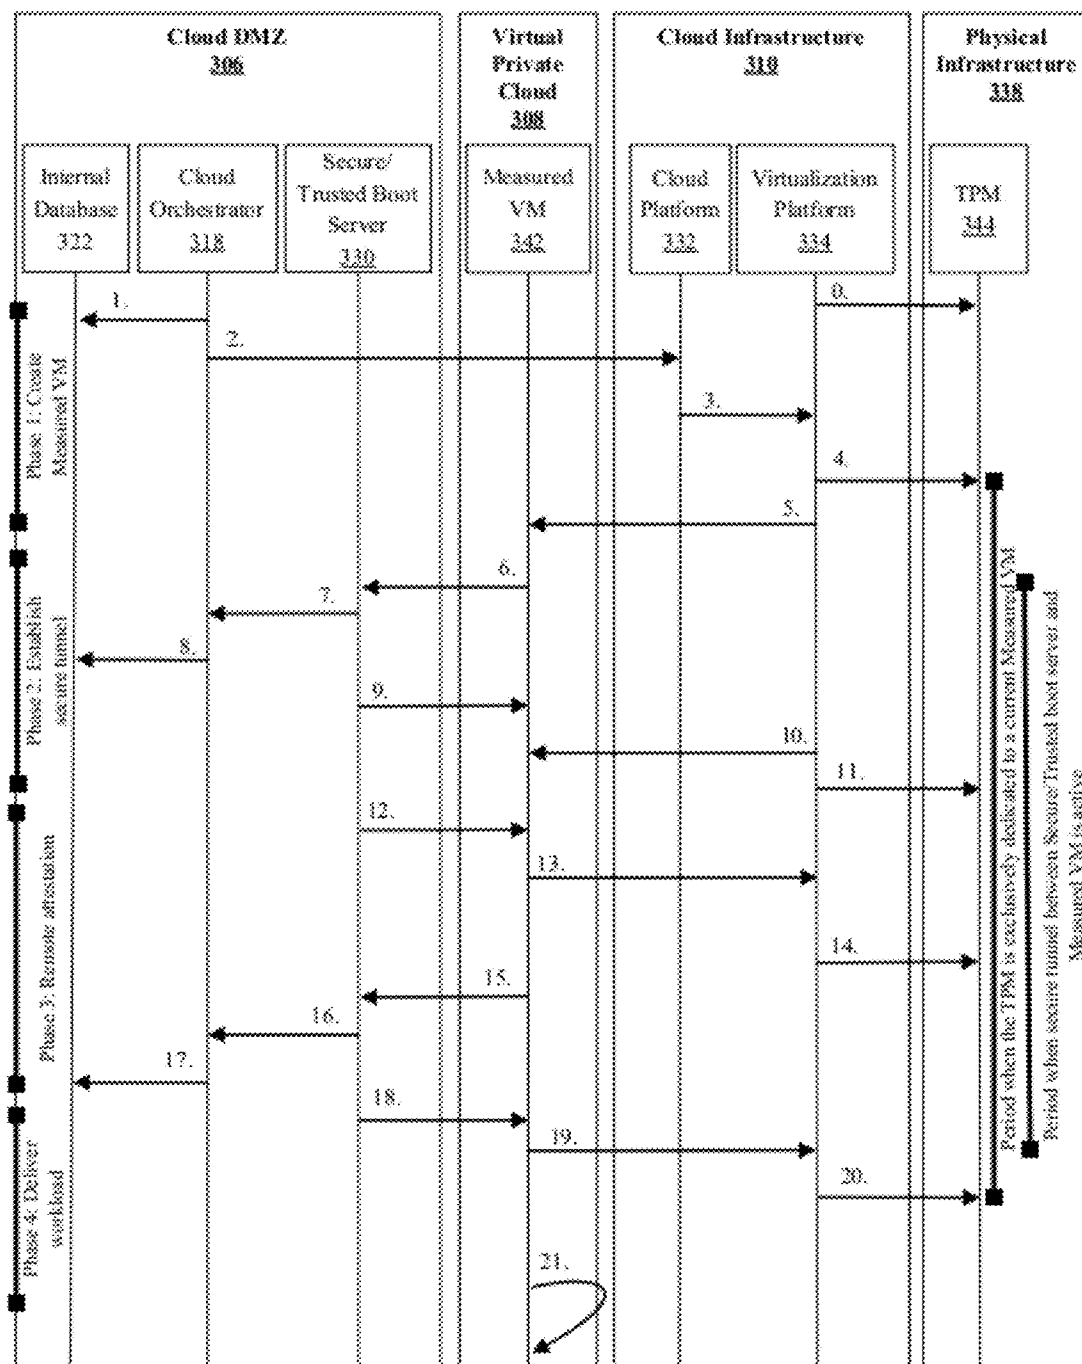 Cloud DMZ
306
Virtual
Private
Cloud
308
Cloud Infrastructure
310
Physical
Infrastructure
338
Internal
Database
322
Cloud
Orchestrator
318
Secure/
Trusted Boot
Server
330
Measured
VM
342
Cloud
Platform
332
Virtualization
Platform
334
TPM
344
0.
1.
2.
3.
4.
5.
6.
7.
8.
9.
10.
11.
12.
13.
14.
15.
16.
17.
18.
19.
20.
21.
Phase 1: Create
Measured VM
Phase 2: Establish
secure tunnel
Phase 3: Remote attestation
Phase 4: Deliver
workload
Period when the TPM is exclusively dedicated to a current Measured VM
Period when secure tunnel between Secure/Trusted boot server and
Measured VM is active